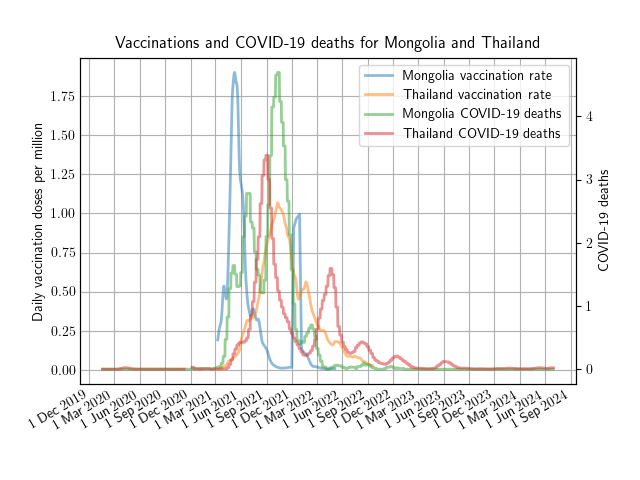 Vaccinations and COVID-19 deaths for Mongolia and Thailand
Mongolia vaccination rate
Thailand vaccination rate
Mongolia COVID-19 deaths
Thailand COVID-19 deaths
Daily vaccination doses per million
1.75
1.50
1.25
1.00
0.75
0.50
0.25
0.00
COVID-19 deaths
4
3
2
1
0
1 Dec 2019
1 Mar 2020
1 Jun 2020
1 Sep 2020
1 Dec 2020
1 Mar 2021
1 Jun 2021
1 Sep 2021
1 Dec 2021
1 Mar 2022
1 Jun 2022
1 Sep 2022
1 Dec 2022
1 Mar 2023
1 Jun 2023
1 Sep 2023
1 Dec 2023
1 Mar 2024
1 Jun 2024
1 Sep 2024